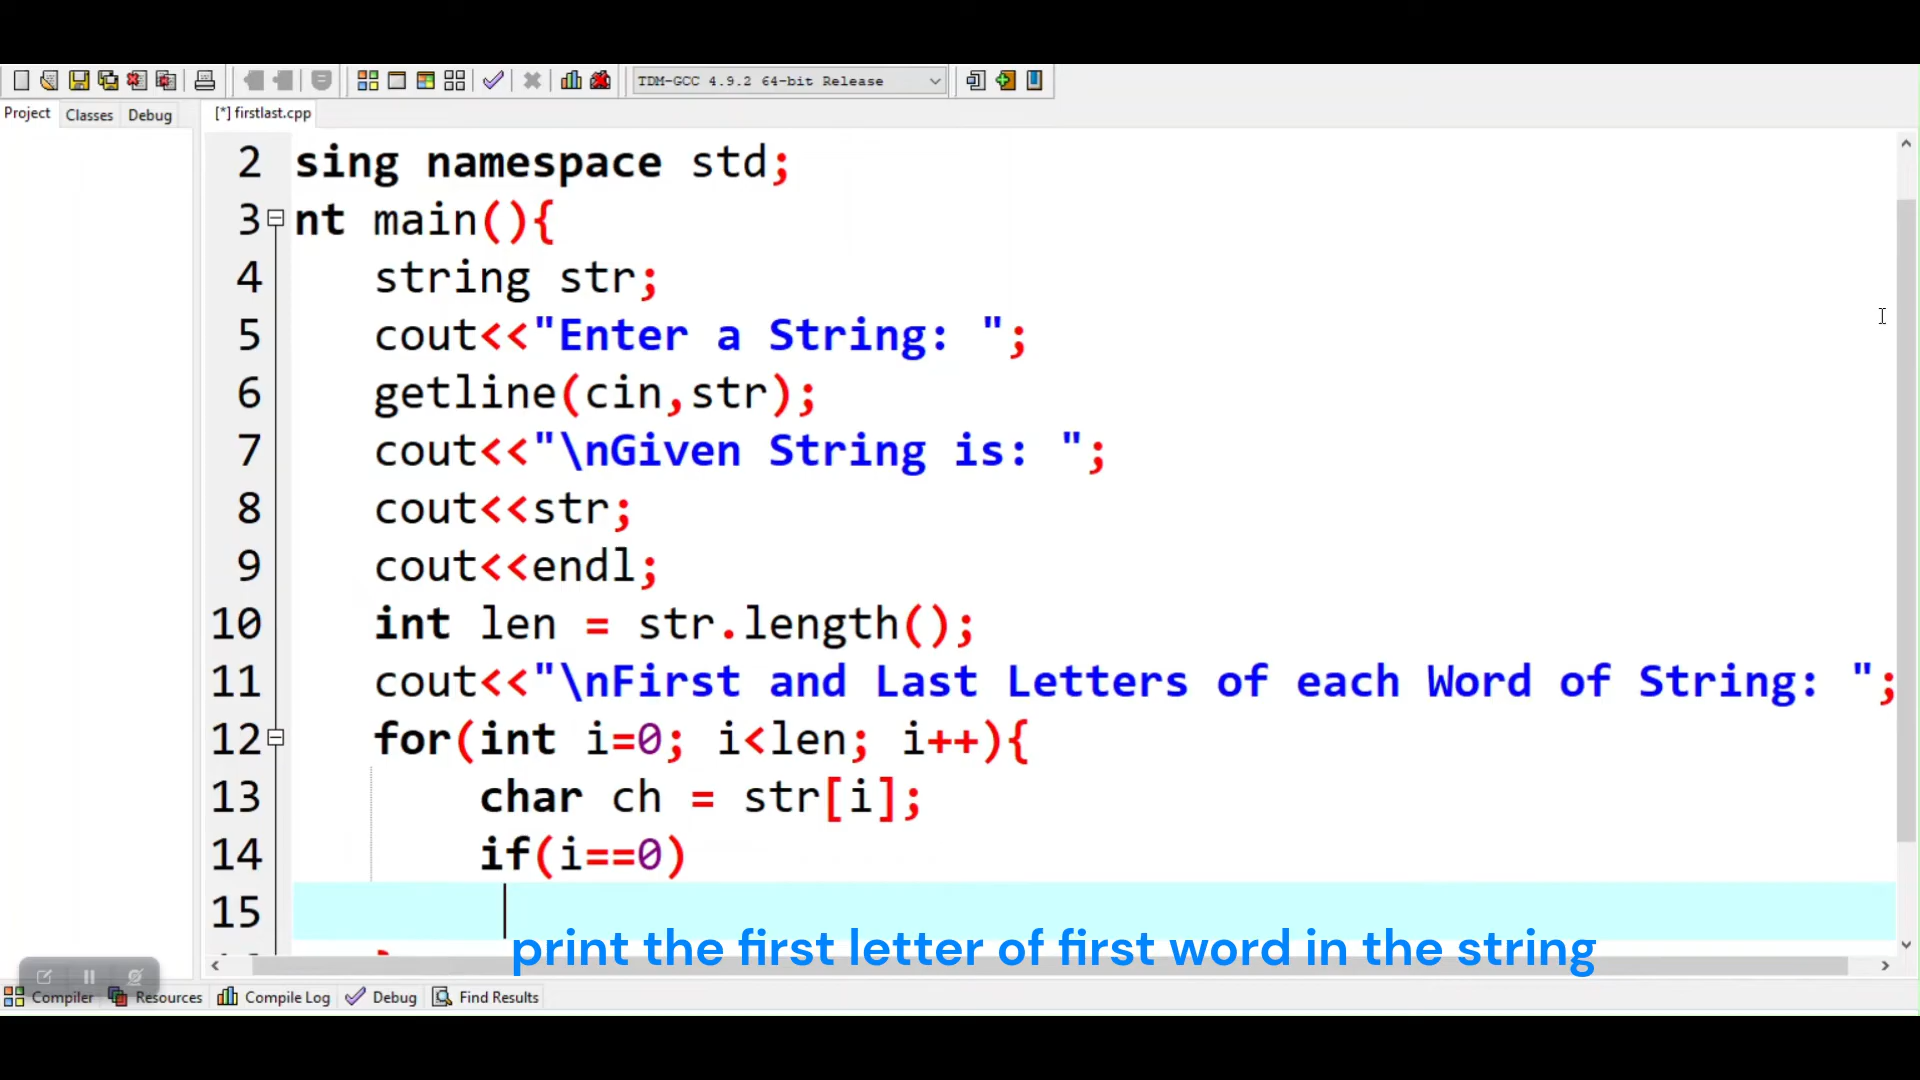 TDM-GCC 4.9.2 64-bit Release
Project Classes Debug [*] firstlast.cpp
2 sing namespace std;
3 nt main(){
4 string str;
5 cout<<"Enter a String: ";
6 getline(cin,str);
7 cout<<"\nGiven String is: ";
8 cout<<str;
9 cout<<endl;
10 int len = str.length();
11 cout<<"\nFirst and Last Letters of each Word of String: ";
12 for(int i=0; i<len; i++){
13 char ch = str[i];
14 if(i==0)
15
print the first letter of first word in the string
Compiler Resources Compile Log Debug Find Results